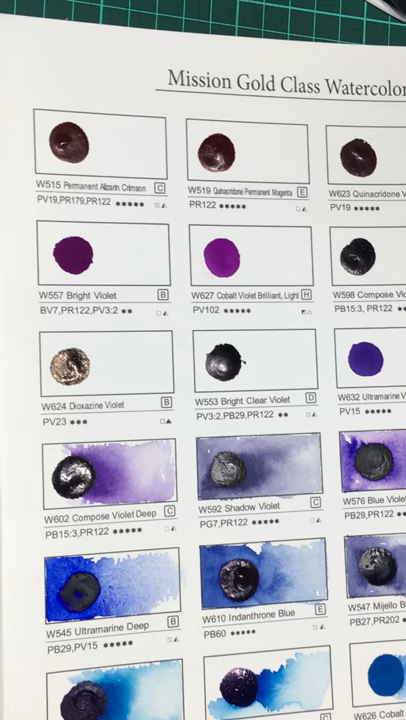 Mission Gold Class Watercolor
W515 Permanent Alizarin Crimson C
PV19,PR179,PR122 *****
W519 Quinacridone Permanent Magenta E
PR122 *****
W623 Quinacridone V
PV19 *****
W557 Bright Violet B
BV7,PR122,PV3:2 **
W627 Cobalt Violet Brilliant, Light H
PV102 *****
W598 Compose Vio
PB15:3, PR122 **
W624 Dioxazine Violet B
PV23 ***
W553 Bright Clear Violet D
PV3:2,PB29,PR122 **
W632 Ultramarine V
PV15 *****
W602 Compose Violet Deep C
PB15:3,PR122 *****
W592 Shadow Violet C
PG7,PR122 *****
W576 Blue Violet
PB29,PR122 **
W545 Ultramarine Deep B
PB29,PV15 *****
W610 Indanthrone Blue E
PB60 *****
W547 Mijello Bl
PB27,PR202 *
W626 Cobalt